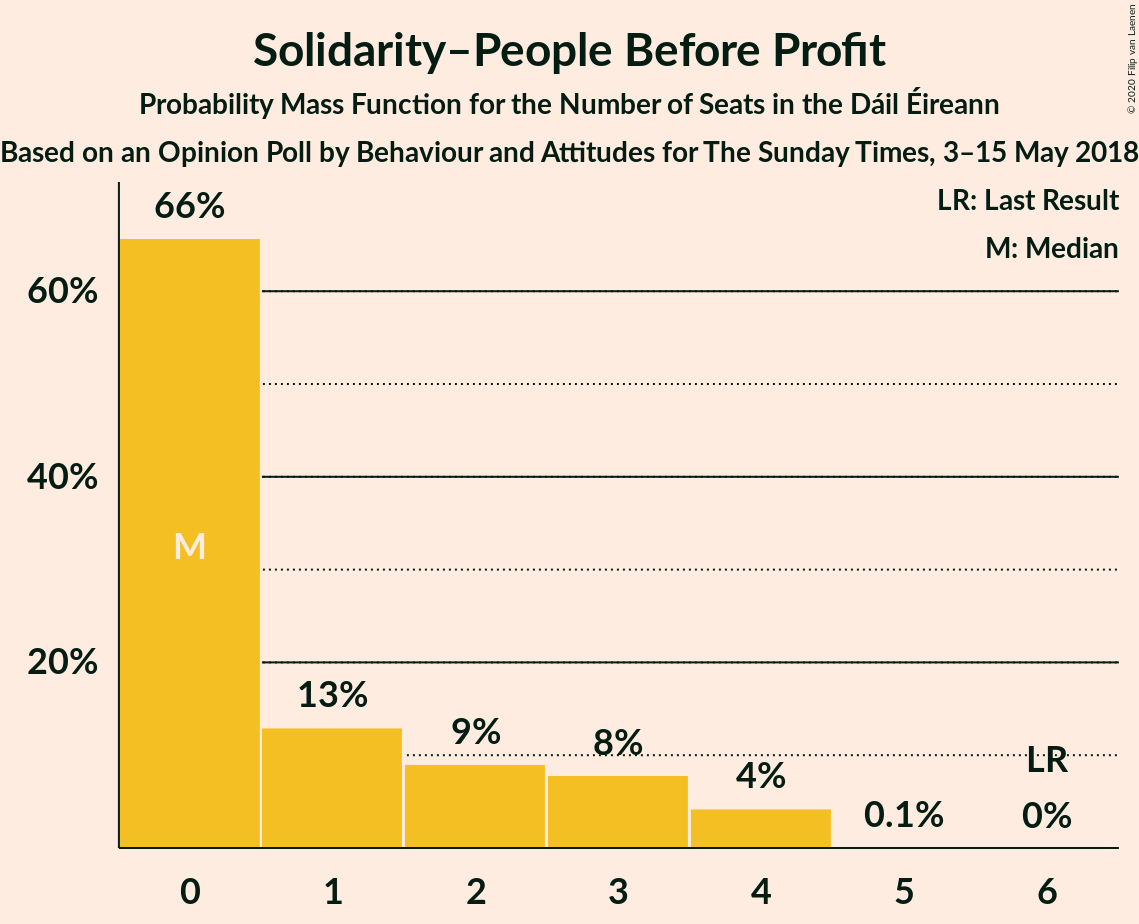 Solidarity–People Before Profit
Probability Mass Function for the Number of Seats in the Dáil Éireann
Based on an Opinion Poll by Behaviour and Attitudes for The Sunday Times, 3–15 May 2018
© 2020 Filip van Laenen
LR: Last Result
M: Median
66%
60%
40%
M
20%
13%
9%
8%
4%
LR
0.1%
0%
0 1 2 3 4 5 6